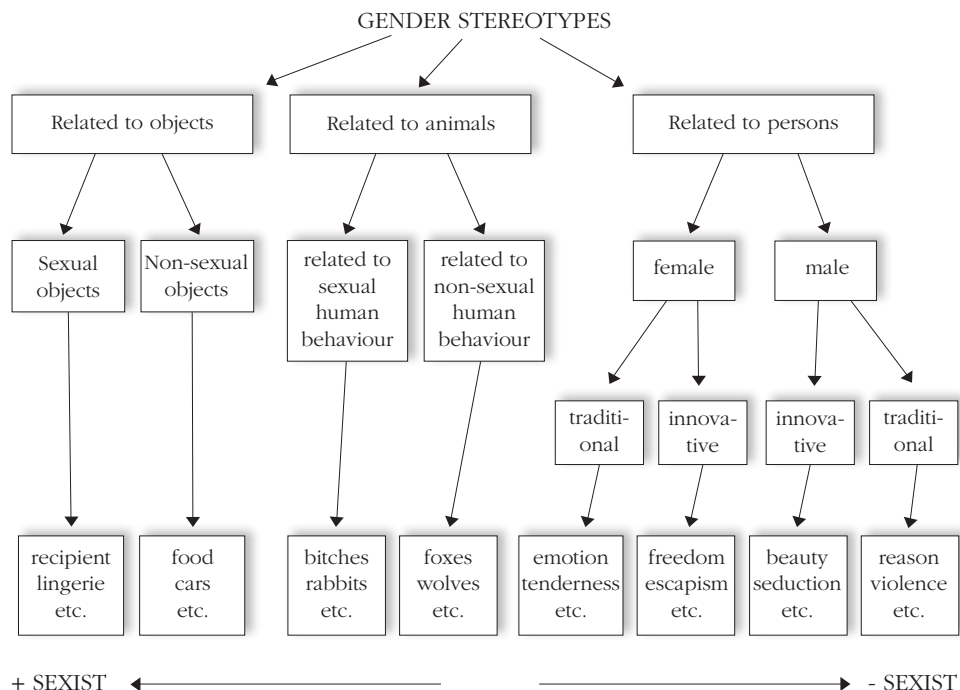 GENDER STEREOTYPES
Related to objects
Related to animals
Related to persons
Sexual
objects
Non-sexual
objects
related to
sexual
human
behaviour
related to
non-sexual
human
behaviour
female
male
traditi-
onal
innova-
tive
innova-
tive
traditi-
onal
recipient
lingerie
etc.
food
cars
etc.
bitches
rabbits
etc.
foxes
wolves
etc.
emotion
tenderness
etc.
freedom
escapism
etc.
beauty
seduction
etc.
reason
violence
etc.
+ SEXIST
- SEXIST